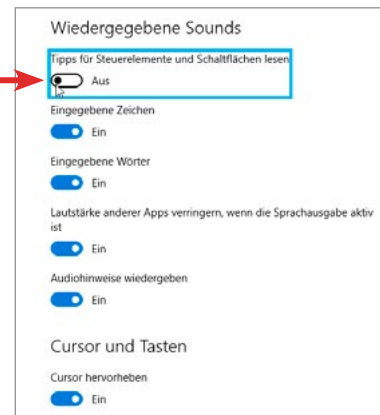 Wiedergegebene Sounds
Tipps für Steuerelemente und Schaltflächen lesen
Aus
Eingegebene Zeichen
Ein
Eingegebene Wörter
Ein
Lautstärke anderer Apps verringern, wenn die Sprachausgabe aktiv
ist
Ein
Audiohinweise wiedergeben
Ein
Cursor und Tasten
Cursor hervorheben
Ein